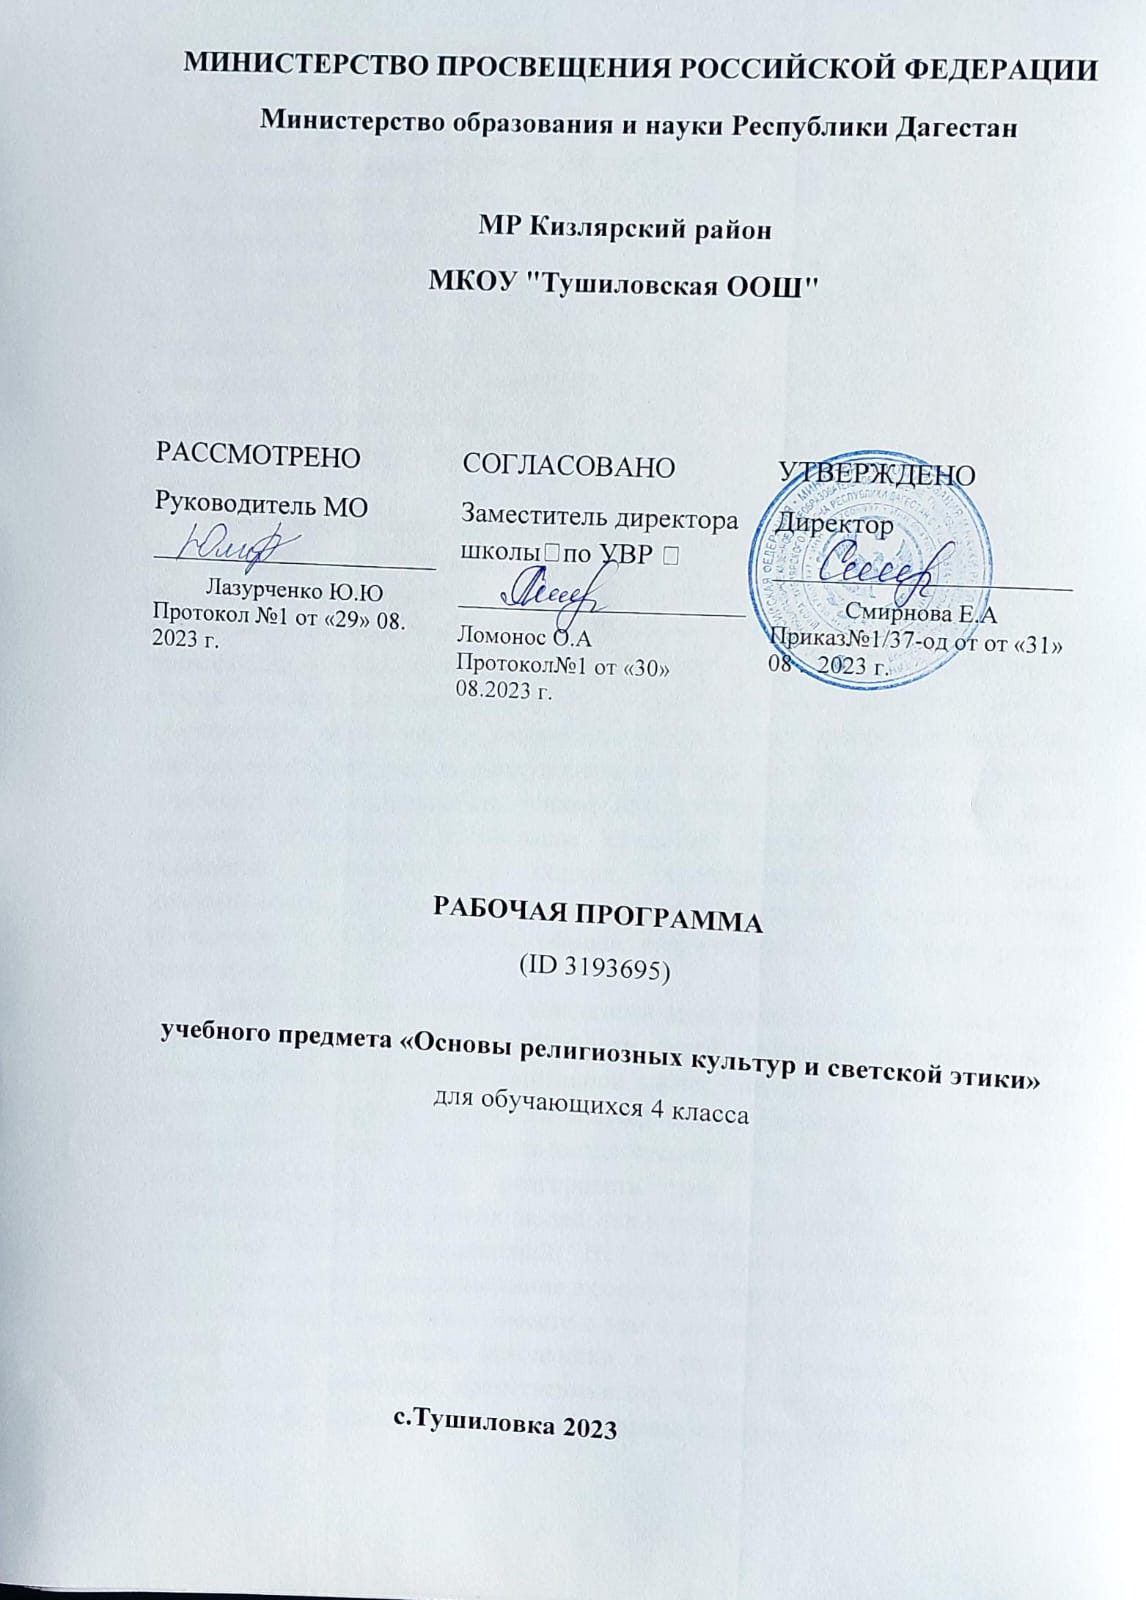 МИНИСТЕРСТВО ПРОСВЕЩЕНИЯ РОССИЙСКОЙ ФЕДЕРАЦИИ
Министерство образования и науки Республики Дагестан
МР Кизлярский район
МКОУ "Тушиловская ООШ"
РАССМОТРЕНО
Руководитель МО
Лазурченко Ю.Ю
Протокол №1 от «29» 08.
2023 г.
СОГЛАСОВАНО
Заместитель директора
школы□по УВР □
Ломонос О.А
Протокол№1 от «30»
08.2023 г.
УТВЕРЖДЕНО
Директор
Смирнова Е.А
Приказ№1/37-од от от «31»
08 . 2023 г.
РАБОЧАЯ ПРОГРАММА
(ID 3193695)
учебного предмета «Основы религиозных культур и светской этики»
для обучающихся 4 класса
с.Тушиловка 2023